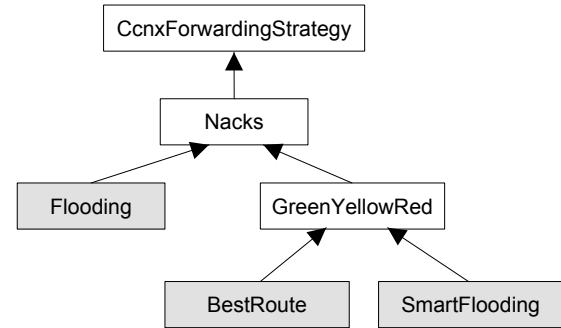 CcnxForwardingStrategy
Nacks
Flooding
GreenYellowRed
BestRoute
SmartFlooding